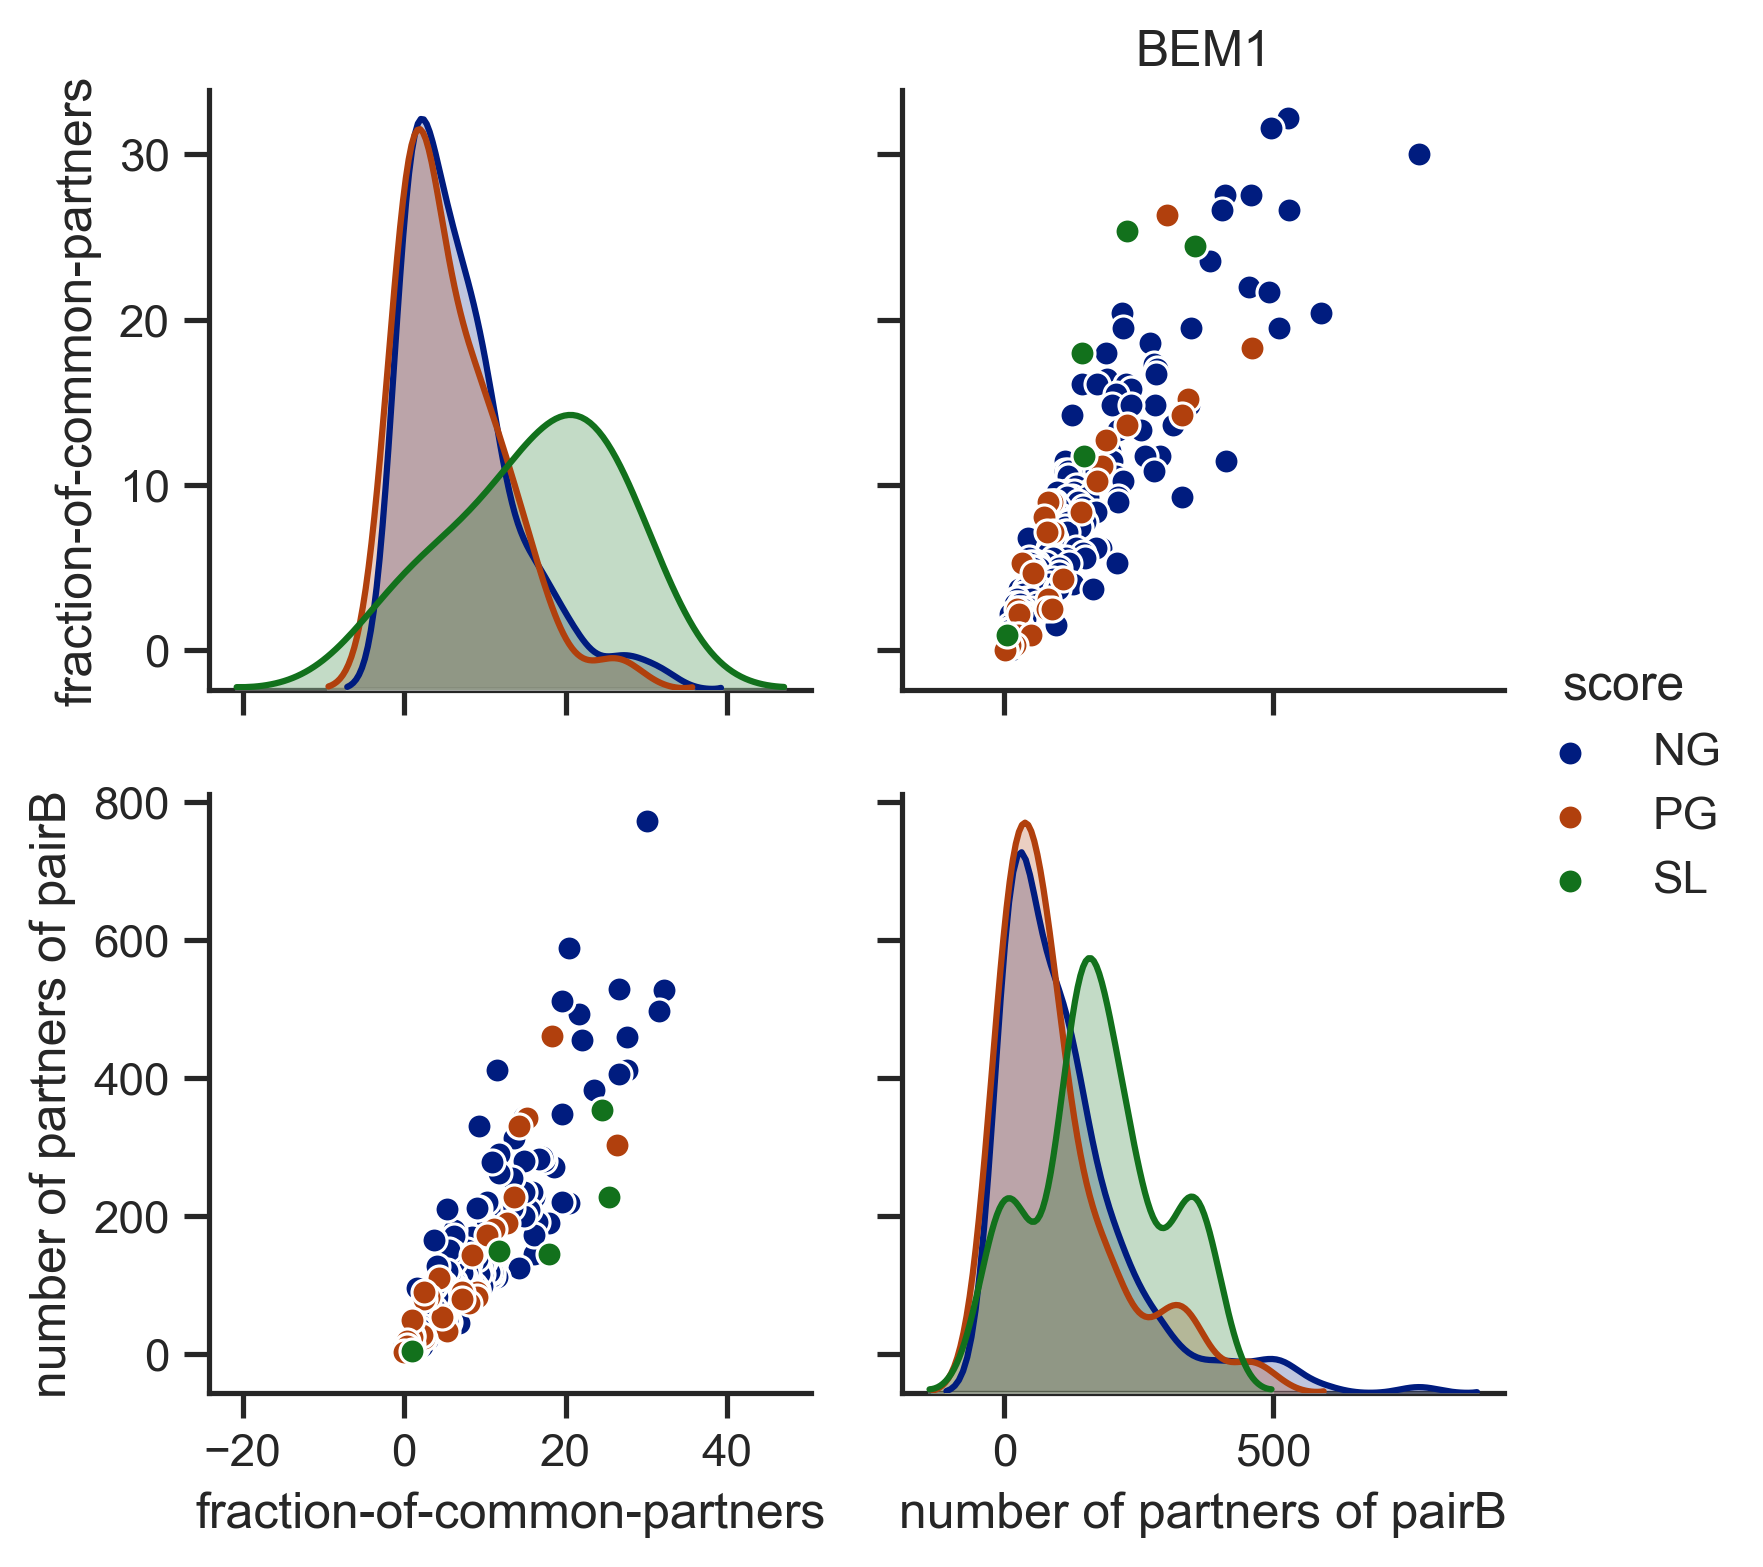 BEM1
fraction-of-common-partners
30
20
10
0
score
NG
PG
SL
number of partners of pairB
800
600
400
200
0
−20 0 20 40
0 500
fraction-of-common-partners
number of partners of pairB